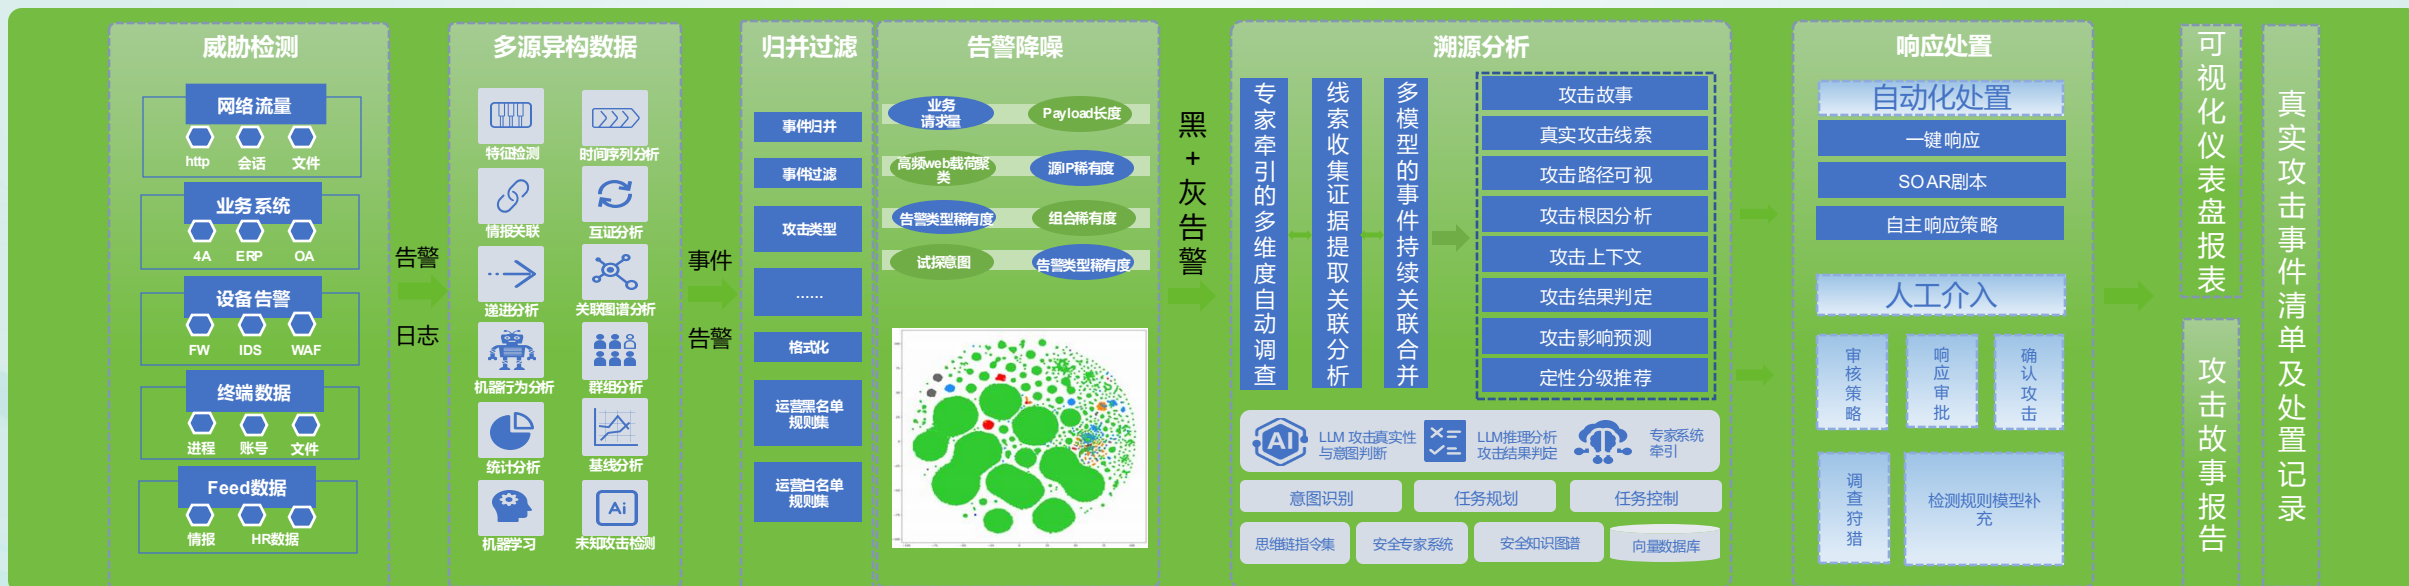 威胁检测
网络流量
http
会话
文件
业务系统
4A
ERP
OA
设备告警
FW
IDS
WAF
终端数据
进程
账号
文件
Feed数据
情报
HR数据
告警
日志
多源异构数据
特征检测
时间序列分析
情报关联
互证分析
递进分析
关联图谱分析
机器行为分析
群组分析
统计分析
基线分析
机器学习
Ai
未知攻击检测
事件
告警
归并过滤
事件归并
事件过滤
攻击类型
......
格式化
运营黑名单
规则集
运营白名单
规则集
告警降噪
业务
请求量
Payload长度
高频web载荷聚
类
源IP稀有度
告警类型稀有度
组合稀有度
试探意图
告警类型稀有度
黑+灰告警
溯源分析
专家牵引的多维度自动调查
线索收集证据提取关联分析
多模型的事件持续关联合并
攻击故事
真实攻击线索
攻击路径可视
攻击根因分析
攻击上下文
攻击结果判定
攻击影响预测
定性分级推荐
AI
LLM 攻击真实性
与意图判断
LLM推理分析
攻击结果判定
专家系统
牵引
意图识别
任务规划
任务控制
思维链指令集
安全专家系统
安全知识图谱
向量数据库
响应处置
自动化处置
一键响应
SOAR剧本
自主响应策略
人工介入
审核策略
响应审批
确认攻击
调查狩猎
检测规则模型补
充
可视化仪表盘报表
攻击故事报告
真实攻击事件清单及处置记录